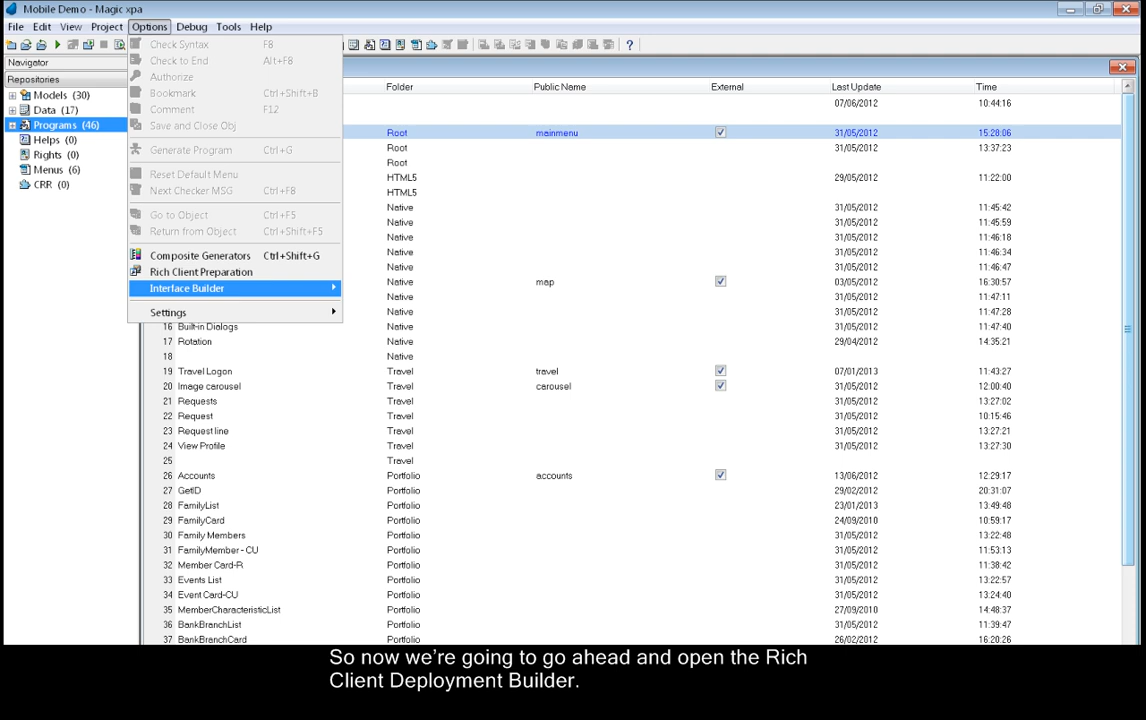 Mobile Demo - Magic xpa
File Edit View Project Options Debug Tools Help
Navigator
Repositories
Models (30)
Data (17)
Programs (46)
Helps (0)
Rights (0)
Menus (6)
CRR (0)
Check Syntax F8
Check to End Alt+F8
Authorize
Bookmark Ctrl+Shift+B
Comment F12
Save and Close Obj
Generate Program Ctrl+G
Reset Default Menu
Next Checker MSG Ctrl+F8
Go to Object Ctrl+F5
Return from Object Ctrl+Shift+F5
Composite Generators Ctrl+Shift+G
Rich Client Preparation
Interface Builder
Settings
Folder Public Name External Last Update Time
07/06/2012 10:44:16
Root mainmenu 31/05/2012 15:28:06
Root 31/05/2012 13:37:23
Root
HTML5 29/05/2012 11:22:00
HTML5
Native 31/05/2012 11:45:42
Native 31/05/2012 11:45:59
Native 31/05/2012 11:46:18
Native 31/05/2012 11:46:34
Native 31/05/2012 11:46:47
Native map 03/05/2012 16:30:57
Native 31/05/2012 11:47:11
Native 31/05/2012 11:47:28
16 Built-in Dialogs Native 31/05/2012 11:47:40
17 Rotation Native 29/04/2012 14:35:21
18 Native
19 Travel Logon Travel travel 07/01/2013 11:43:27
20 Image carousel Travel carousel 31/05/2012 12:00:40
21 Requests Travel 31/05/2012 13:27:02
22 Request Travel 31/05/2012 10:15:46
23 Request line Travel 31/05/2012 13:27:21
24 View Profile Travel 31/05/2012 13:27:30
25 Travel
26 Accounts Portfolio accounts 13/06/2012 12:29:17
27 GetID Portfolio 29/02/2012 20:31:07
28 FamilyList Portfolio 23/01/2013 13:49:48
29 FamilyCard Portfolio 24/09/2010 10:59:17
30 Family Members Portfolio 31/05/2012 13:22:48
31 FamilyMember - CU Portfolio 31/05/2012 11:53:13
32 Member Card-R Portfolio 31/05/2012 11:38:42
33 Events List Portfolio 31/05/2012 13:22:57
34 Event Card-CU Portfolio 31/05/2012 13:24:40
35 MemberCharacteristicList Portfolio 27/09/2010 14:48:37
36 BankBranchList Portfolio 31/05/2012 11:39:47
37 BankBranchCard Portfolio 26/02/2012 16:20:26
So now we're going to go ahead and open the Rich
Client Deployment Builder.